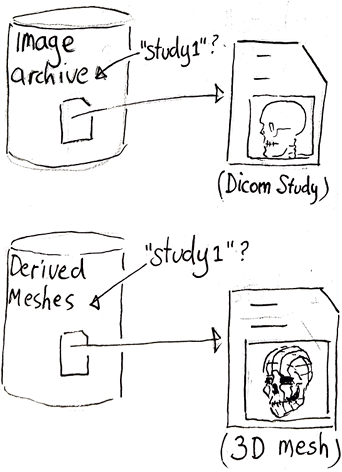 Image
archive
"study1"?
(Dicom Study)
Derived
Meshes
"study1"?
(3D mesh)